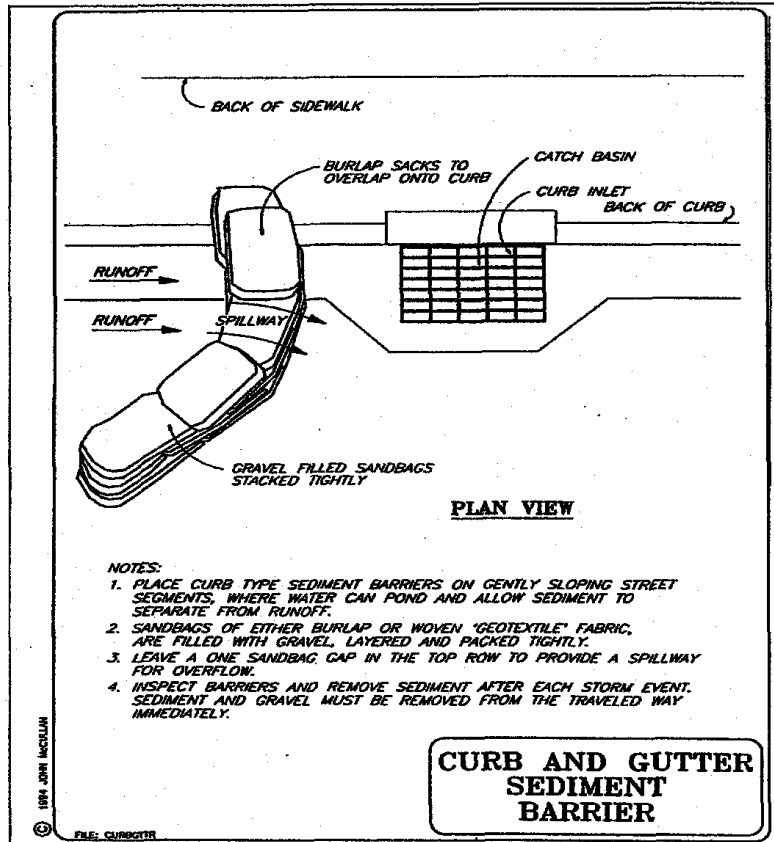 BACK OF SIDEWALK
BURLAP SACKS TO
OVERLAP ONTO CURB
CATCH BASIN
CURB INLET
BACK OF CURB
RUNOFF
RUNOFF
SPILLWAY
GRAVEL FILLED SANDBAGS
STACKED TIGHTLY
PLAN VIEW
NOTES:
1. PLACE CURB TYPE SEDIMENT BARRIERS ON GENTLY SLOPING STREET
SEGMENTS, WHERE WATER CAN POND AND ALLOW SEDIMENT TO
SEPARATE FROM RUNOFF.
2. SANDBAGS OF EITHER BURLAP OR WOVEN "GEOTEXTILE" FABRIC,
ARE FILLED WITH GRAVEL, LAYERED AND PACKED TIGHTLY.
3. LEAVE A ONE SANDBAG GAP IN THE TOP ROW TO PROVIDE A SPILLWAY
FOR OVERFLOW.
4. INSPECT BARRIERS AND REMOVE SEDIMENT AFTER EACH STORM EVENT.
SEDIMENT AND GRAVEL MUST BE REMOVED FROM THE TRAVELED WAY
IMMEDIATELY.
CURB AND GUTTER
SEDIMENT
BARRIER
© 1994 JOHN McCULLAH
FILE: CURBGTTR